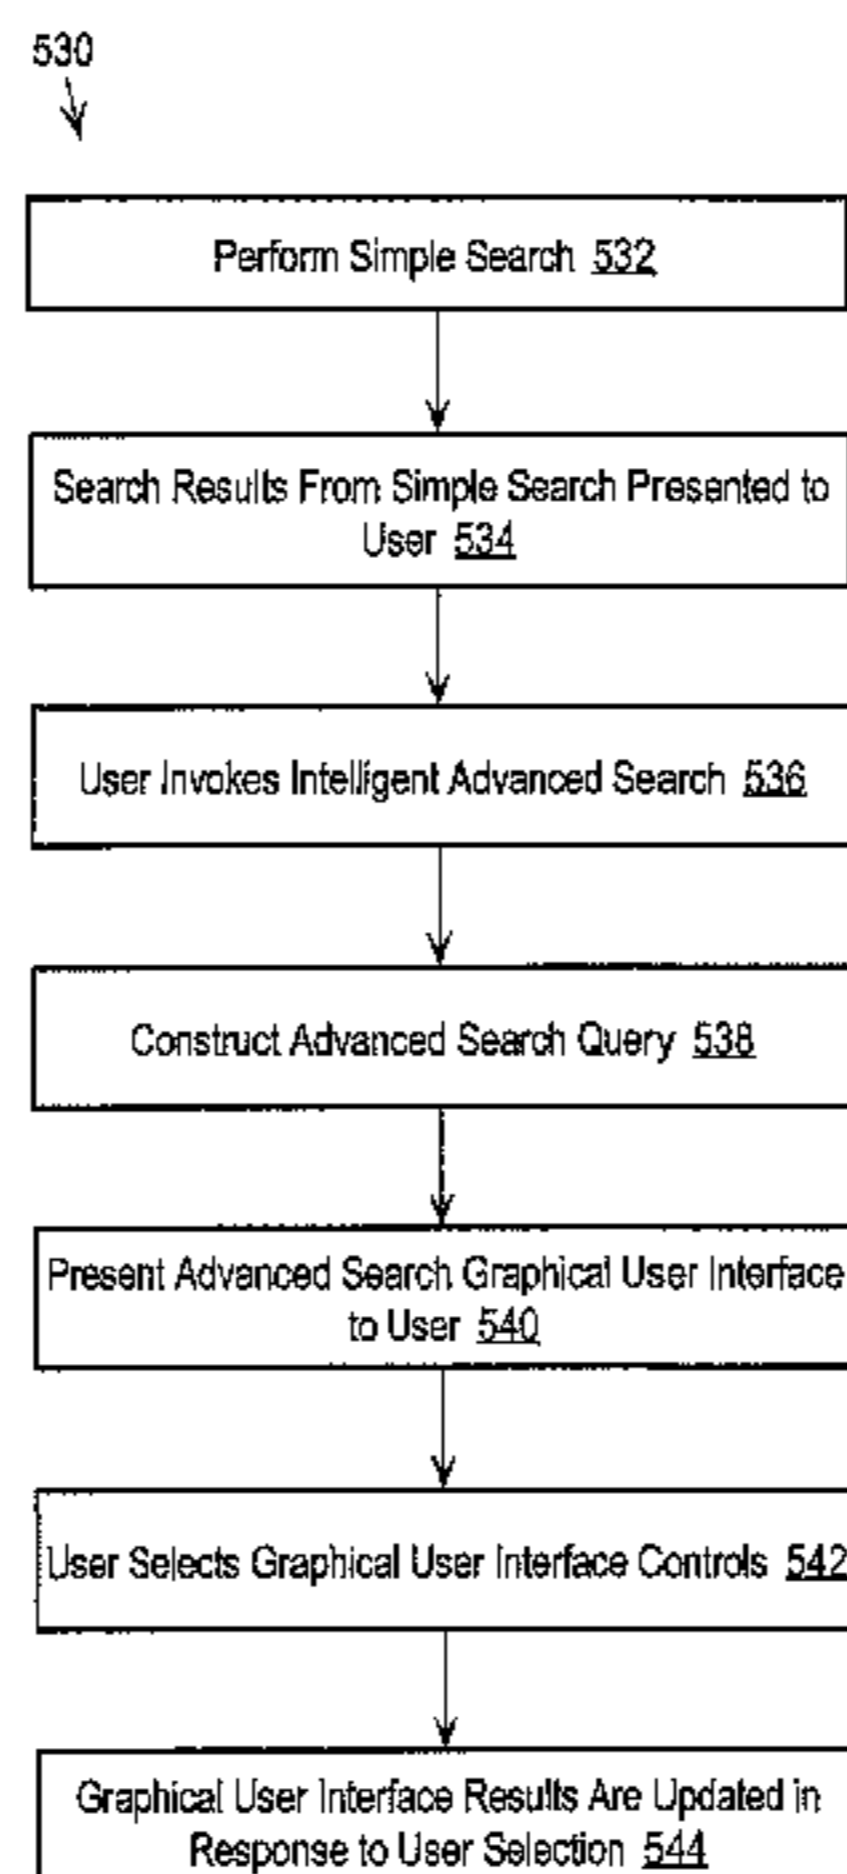 530
Perform Simple Search 532
Search Results From Simple Search Presented to
User 534
User Invokes Intelligent Advanced Search 536
Construct Advanced Search Query 538
Present Advanced Search Graphical User Interface
to User 540
User Selects Graphical User Interface Controls 542
Graphical User Interface Results Are Updated in
Response to User Selection 544